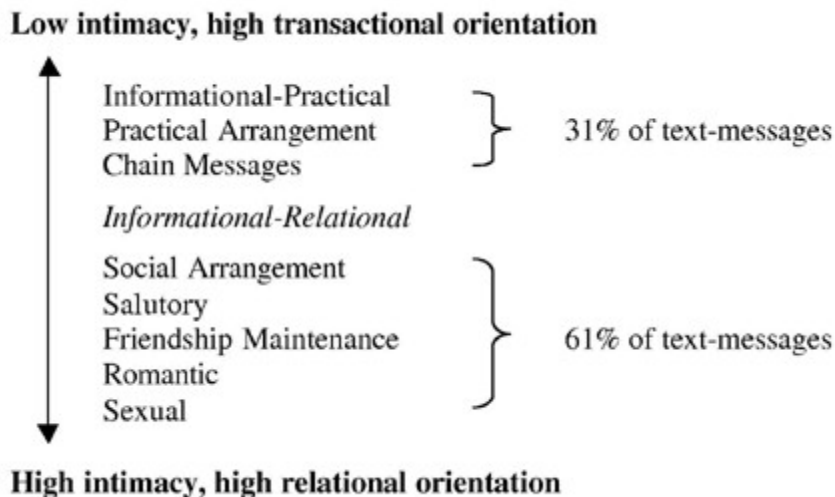 Low intimacy, high transactional orientation
Informational-Practical
Practical Arrangement
Chain Messages
31% of text-messages
Informational-Relational
Social Arrangement
Salutory
Friendship Maintenance
Romantic
Sexual
61% of text-messages
High intimacy, high relational orientation